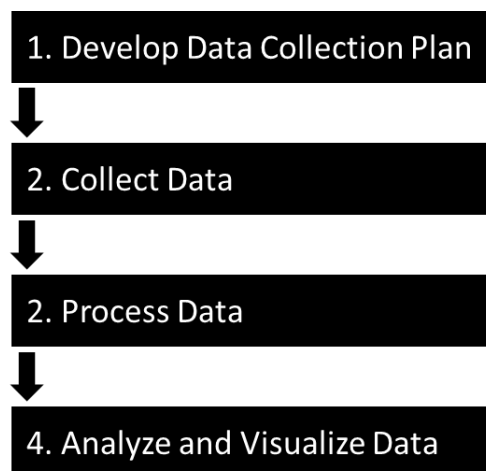 1. Develop Data Collection Plan
2. Collect Data
2. Process Data
4. Analyze and Visualize Data